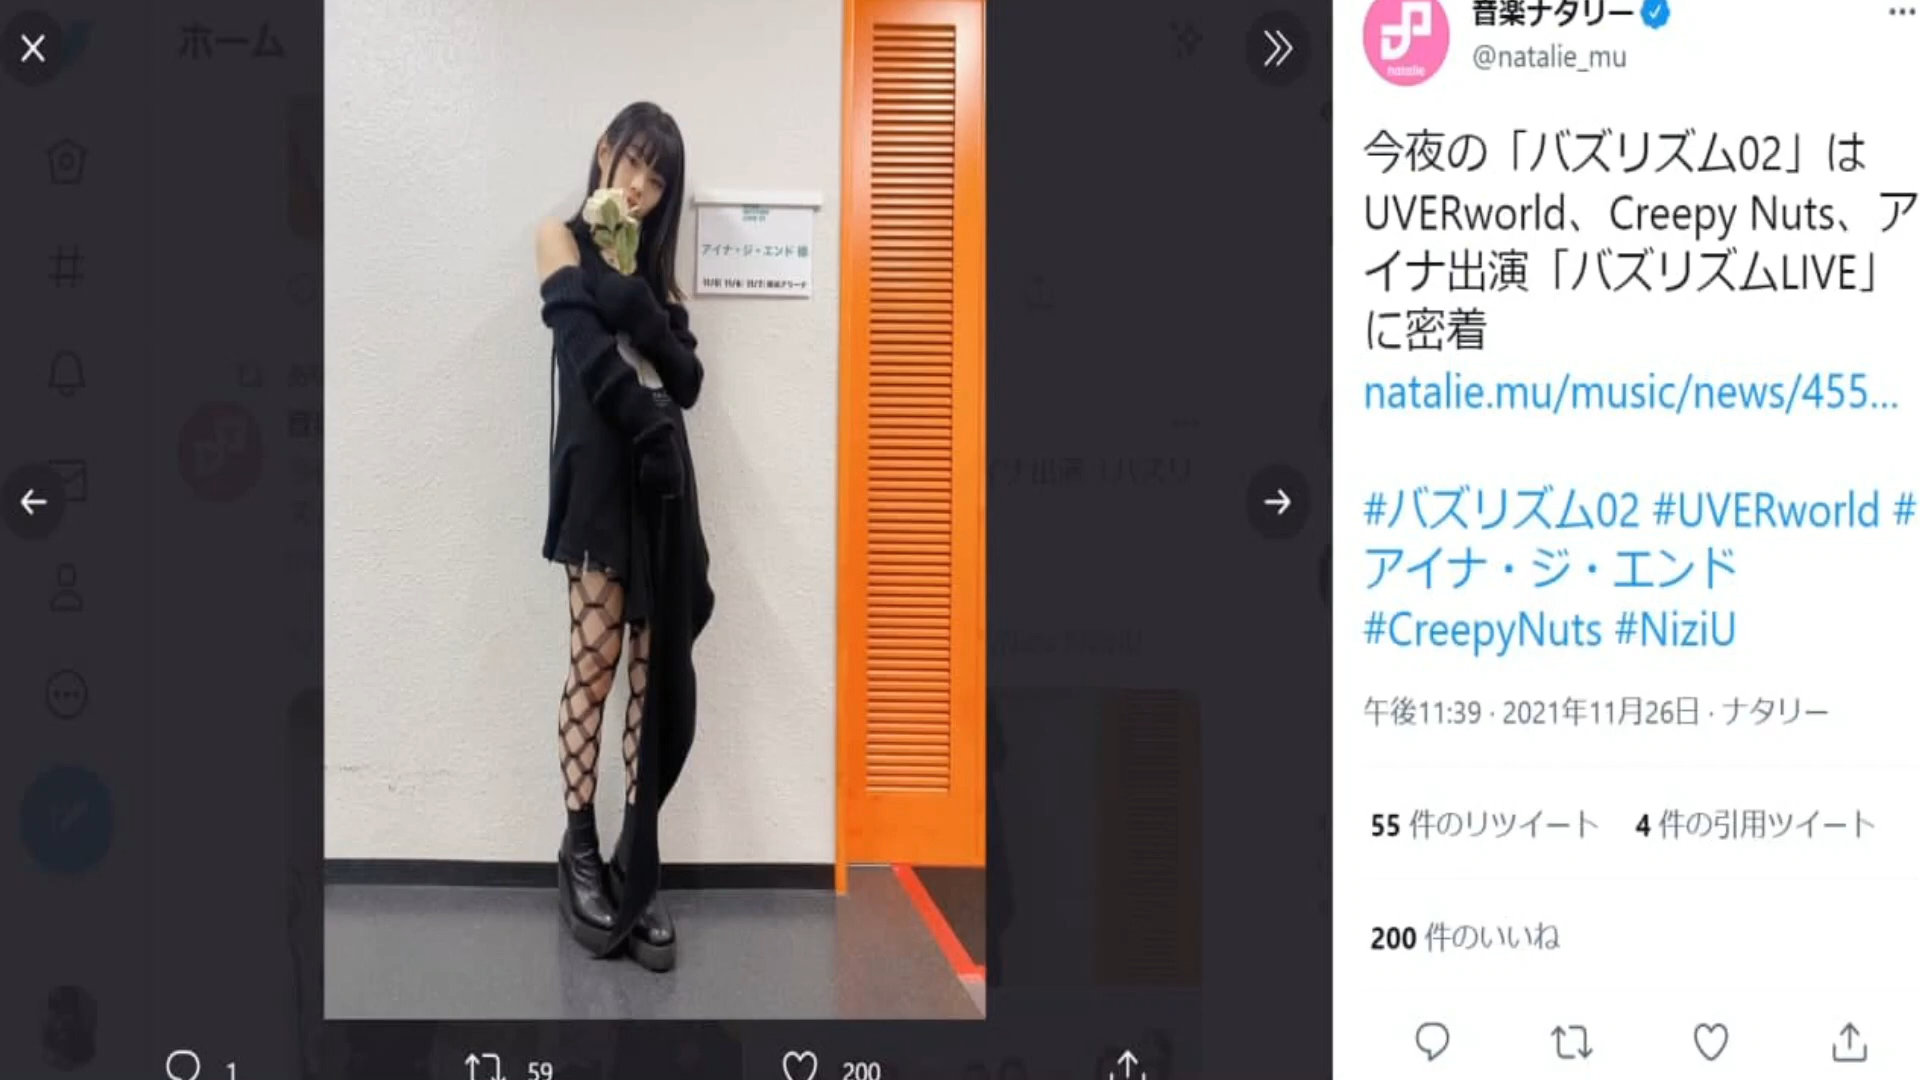 ホーム
アイナ・ジ・エンド 様
音楽ナタリー
@natalie_mu
natalie
今夜の「バズリズム02」は
UVERworld、Creepy Nuts、ア
イナ出演「バズリズムLIVE」
に密着
natalie.mu/music/news/455...
#バズリズム02 #UVERworld #
アイナ・ジ・エンド
#CreepyNuts #NiziU
午後11:39 · 2021年11月26日 · ナタリー
55 件のリツイート 4 件の引用ツイート
200 件のいいね
1 59 200